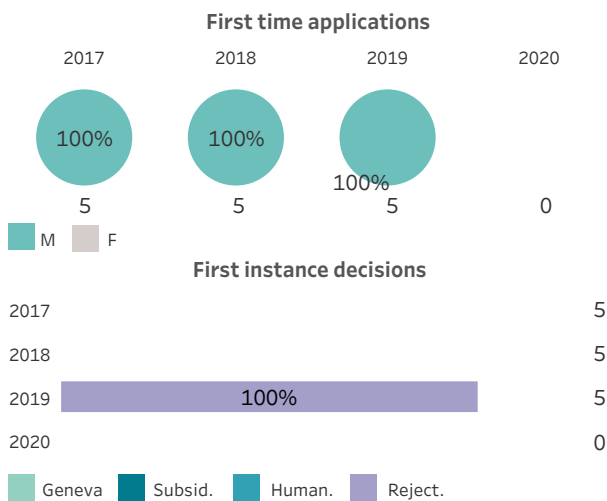 First time applications
2017 2018 2019 2020
100% 100% 100%
5 5 5 0
M F
First instance decisions
2017 5
2018 5
2019 100% 5
2020 0
Geneva Subsid. Human. Reject.